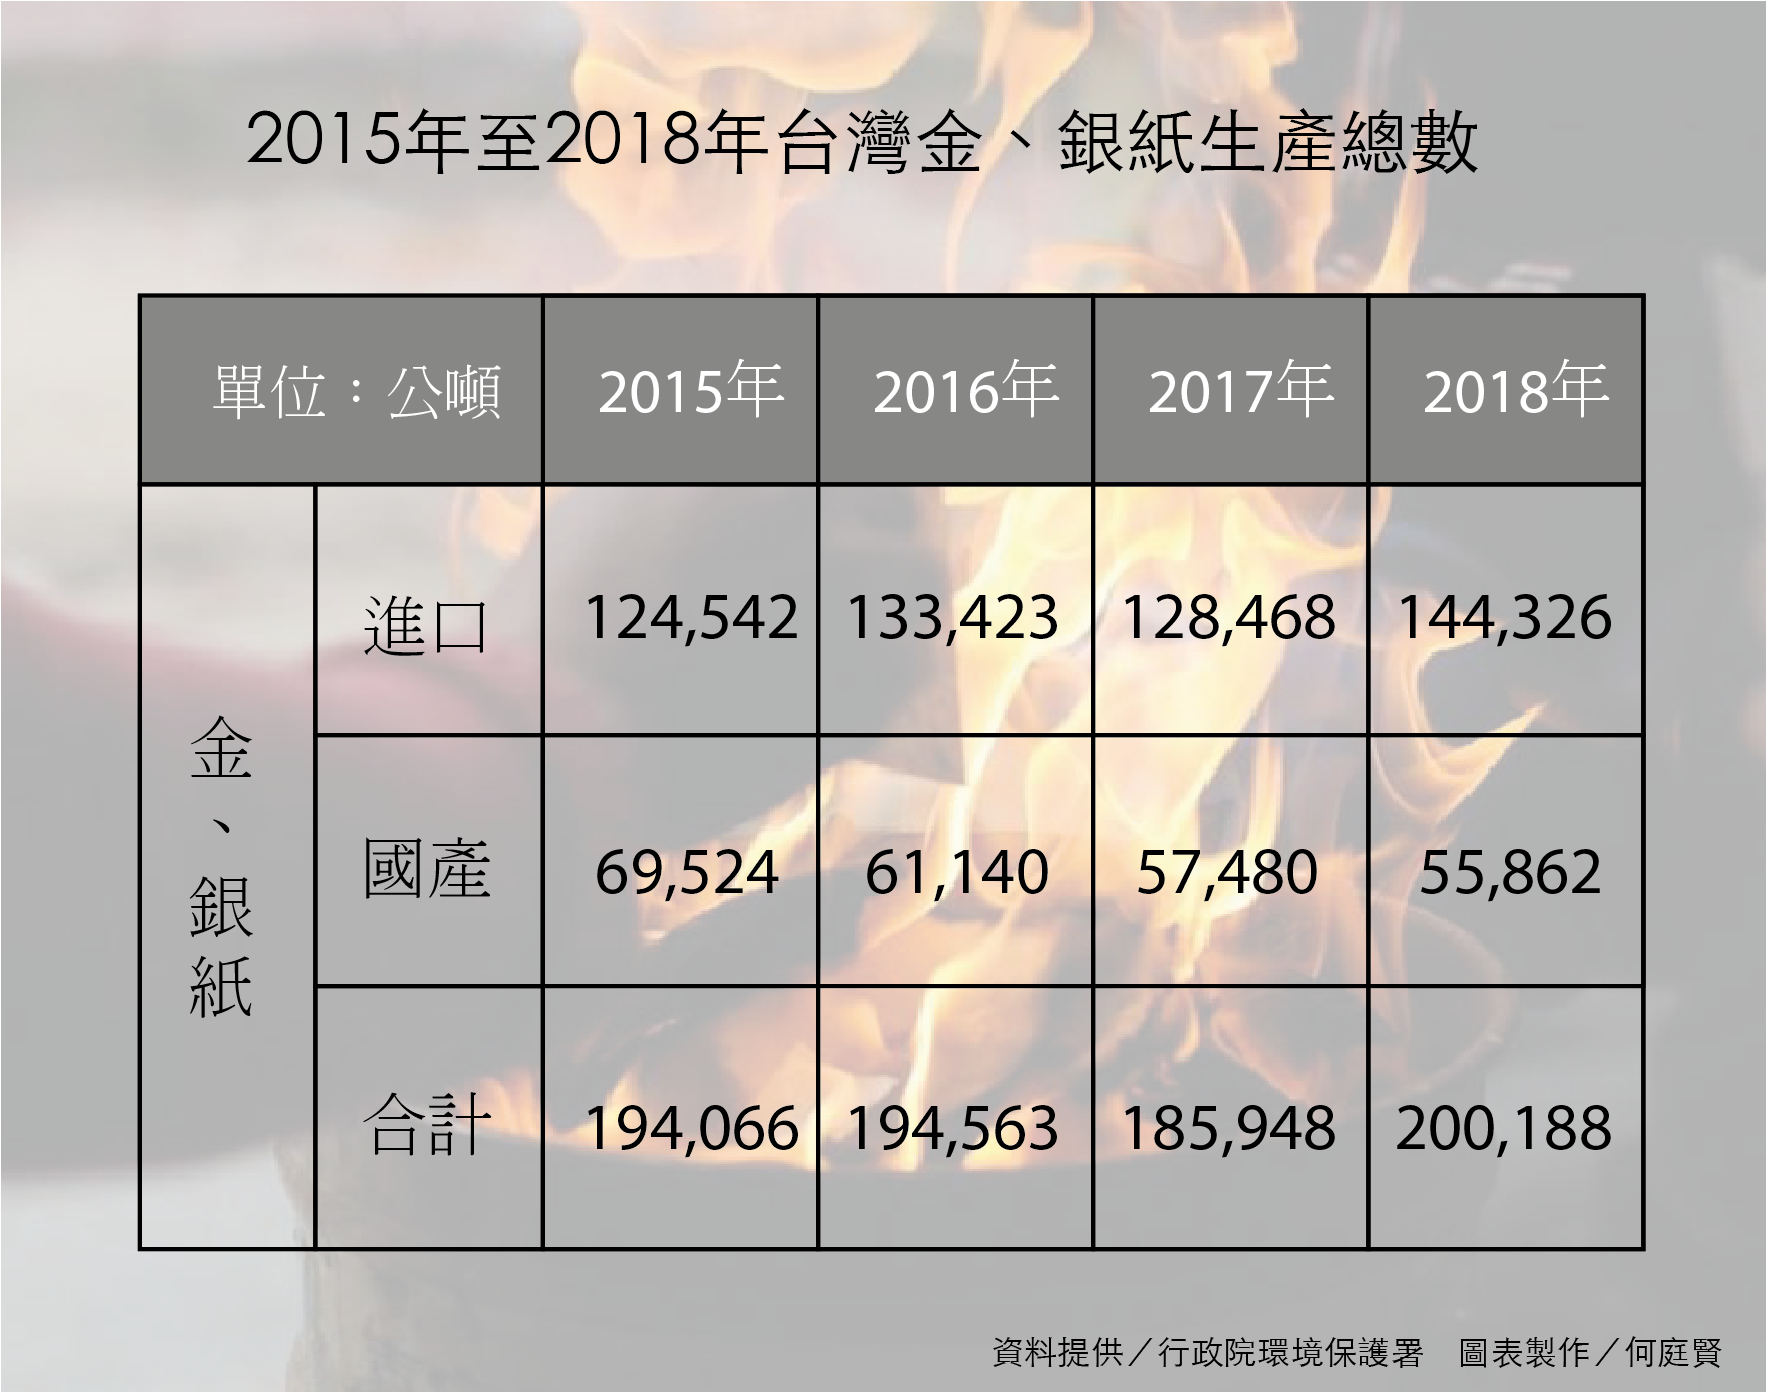 2015年至2018年台灣金、銀紙生產總數
單位：公噸 2015年 2016年 2017年 2018年
金、銀紙
進口 124,542 133,423 128,468 144,326
國產 69,524 61,140 57,480 55,862
合計 194,066 194,563 185,948 200,188
資料提供／行政院環境保護署 圖表製作／何庭賢